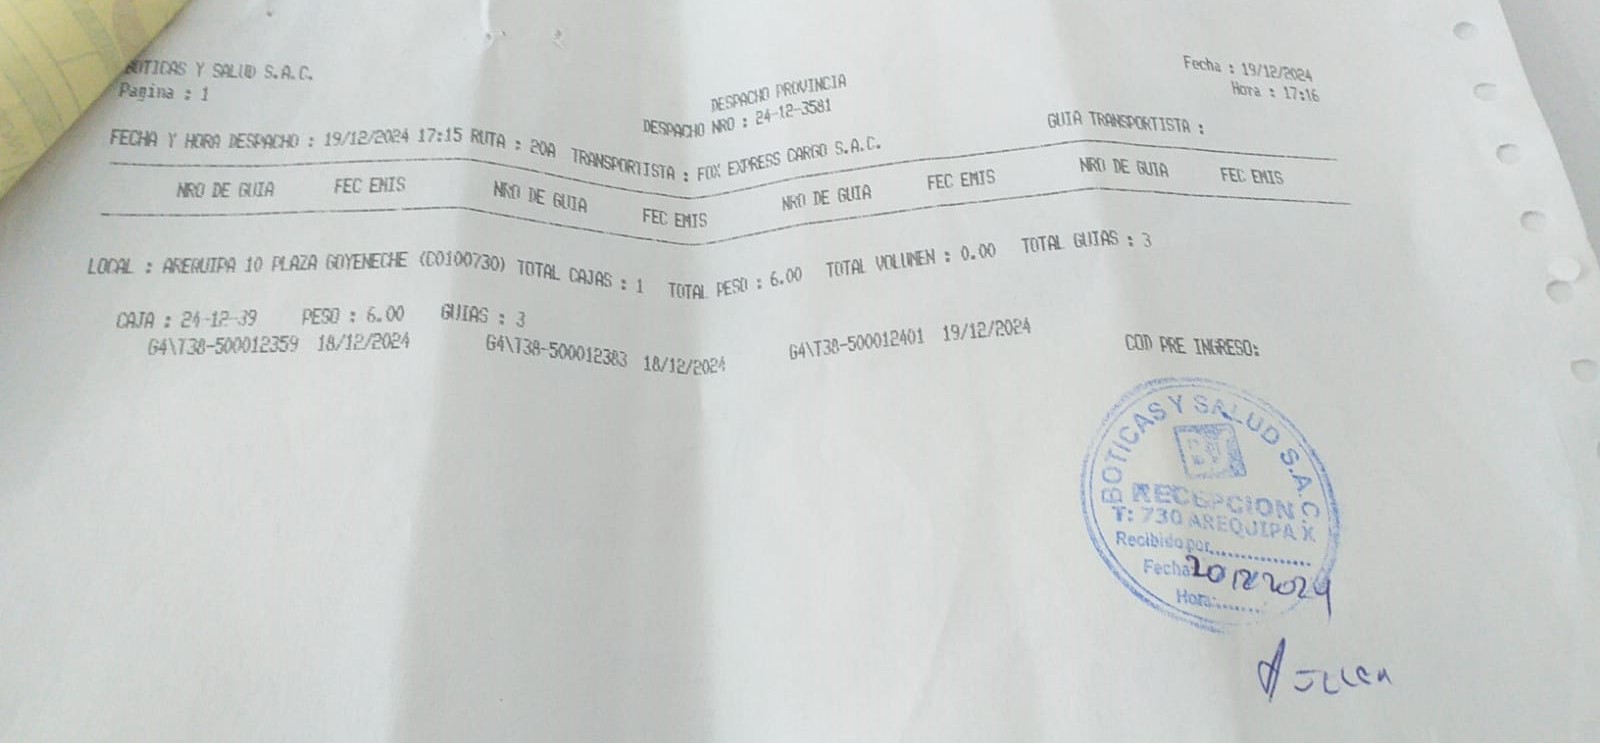 BOTICAS Y SALUD S.A.C.
Pagina : 1
DESPACHO PROVINCIA
DESPACHO NRO : 24-12-3581
Fecha : 19/12/2024
Hora : 17:16
FECHA Y HORA DESPACHO : 19/12/2024 17:15 RUTA : 20A TRANSPORTISTA : FOX EXPRESS CARGO S.A.C. GUIA TRANSPORTISTA :
NRO DE GUIA FEC EMIS NRO DE GUIA FEC EMIS NRO DE GUIA FEC EMIS NRO DE GUIA FEC EMIS
LOCAL : AREQUIPA 10 PLAZA GOYENECHE (C0100730) TOTAL CAJAS : 1 TOTAL PESO : 6.00 TOTAL VOLUMEN : 0.00 TOTAL GUIAS : 3
CAJA : 24-12-39 PESO : 6.00 GUIAS : 3
G4\T38-500012359 18/12/2024 G4\T38-500012383 18/12/2024 G4\T38-500012401 19/12/2024
COD PRE INGRESO:
BOTICAS Y SALUD S.A.C.
RECEPCION
T: 730 AREQUIPA X
Recibido por..............
Fecha: 20 12 2024
Hora:.......